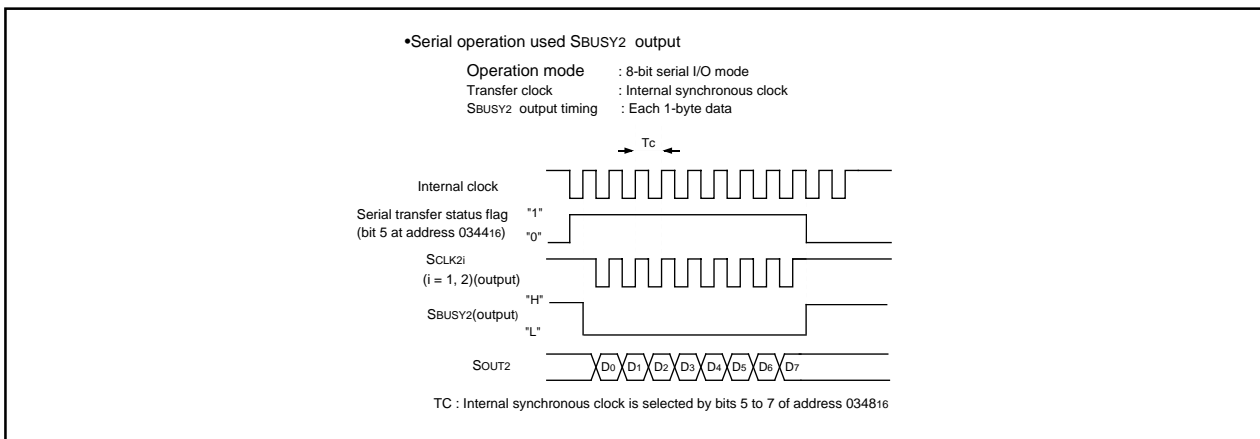 •Serial operation used SBUSY2 output
Operation mode : 8-bit serial I/O mode
Transfer clock : Internal synchronous clock
SBUSY2 output timing : Each 1-byte data
Tc
Internal clock
Serial transfer status flag "1"
(bit 5 at address 034416) "0"
SCLK2i
(i = 1, 2)(output)
"H"
SBUSY2(output)
"L"
SOUT2 D0 D1 D2 D3 D4 D5 D6 D7
TC : Internal synchronous clock is selected by bits 5 to 7 of address 034816